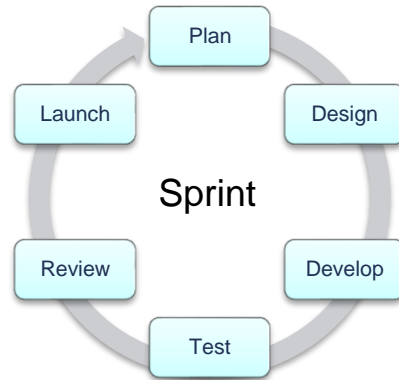 Plan
Design
Develop
Test
Review
Launch
Sprint